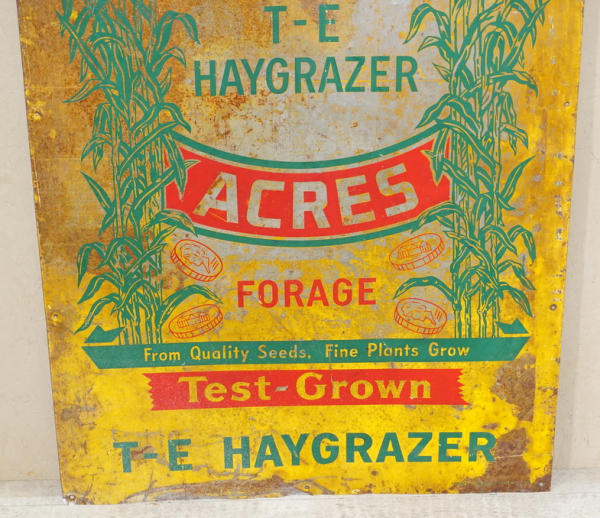 T-E
HAYGRAZER
ACRES
FORAGE
From Quality Seeds, Fine Plants Grow
Test-Grown
T-E HAYGRAZER